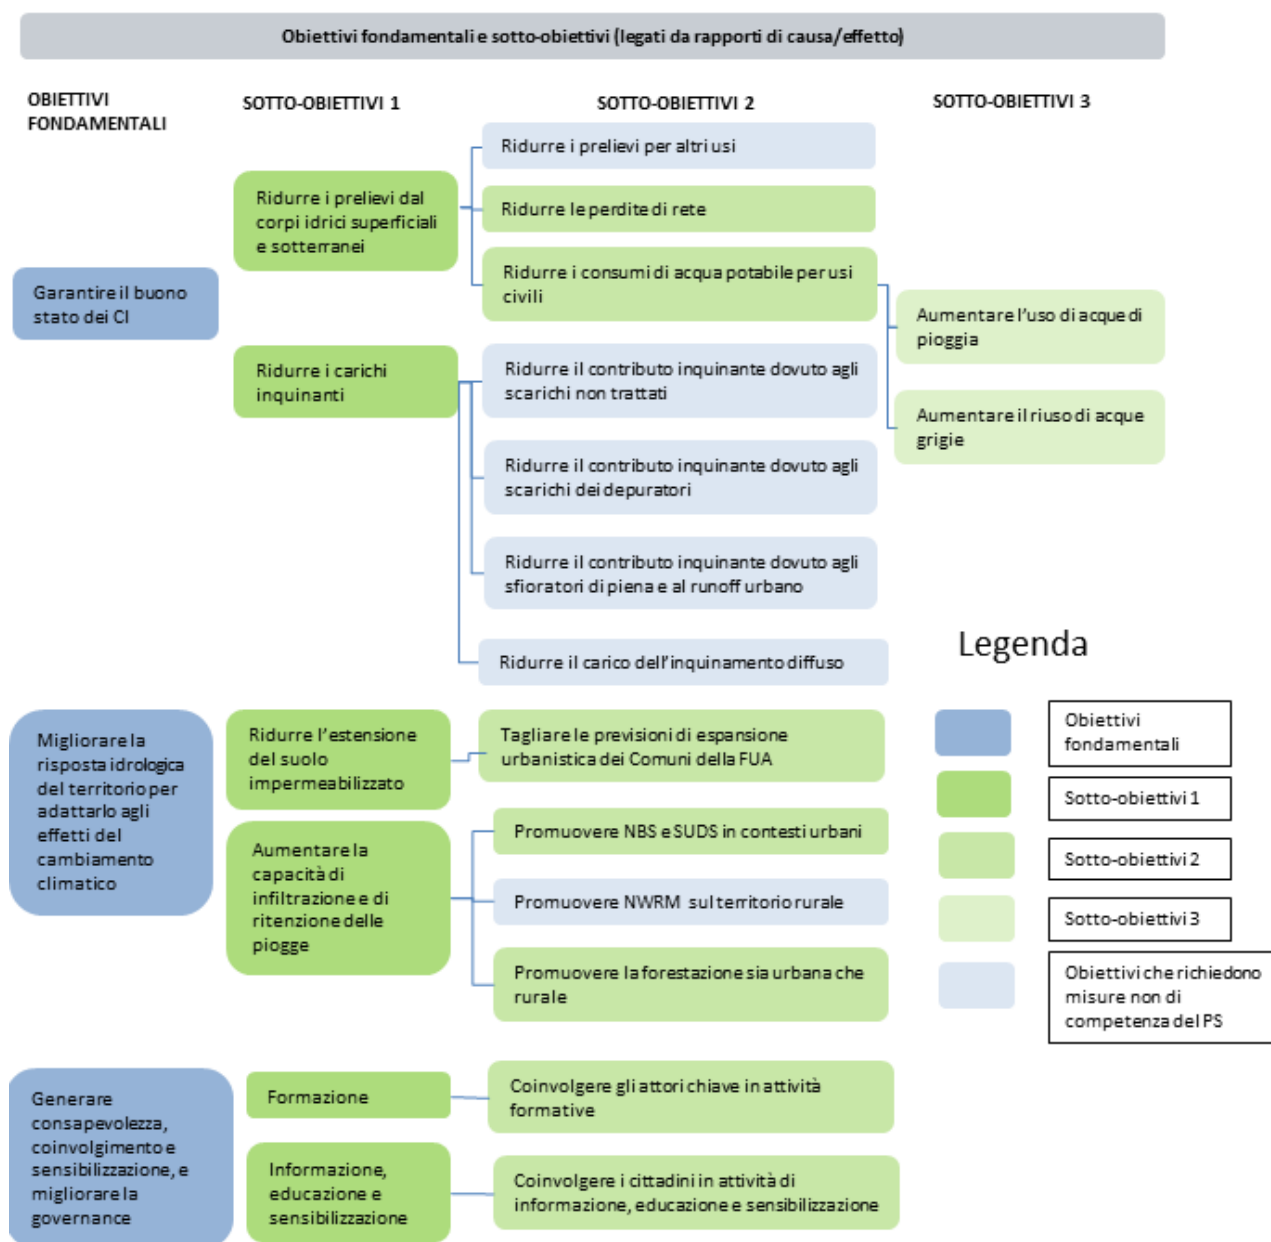 Obiettivi fondamentali e sotto-obiettivi (legati da rapporti di causa/effetto)
OBIETTIVI
FONDAMENTALI
SOTTO-OBIETTIVI 1
SOTTO-OBIETTIVI 2
SOTTO-OBIETTIVI 3
Garantire il buono
stato dei CI
Ridurre i prelievi dal
corpi idrici superficiali
e sotterranei
Ridurre i prelievi per altri usi
Ridurre le perdite di rete
Ridurre i consumi di acqua potabile per usi
civili
Aumentare l'uso di acque di
pioggia
Aumentare il riuso di acque
grigie
Ridurre i carichi
inquinanti
Ridurre il contributo inquinante dovuto agli
scarichi non trattati
Ridurre il contributo inquinante dovuto agli
scarichi dei depuratori
Ridurre il contributo inquinante dovuto agli
sfioratori di piena e al runoff urbano
Ridurre il carico dell'inquinamento diffuso
Migliorare la
risposta idrologica
del territorio per
adattarlo agli
effetti del
cambiamento
climatico
Ridurre l'estensione
del suolo
impermeabilizzato
Tagliare le previsioni di espansione
urbanistica dei Comuni della FUA
Aumentare la
capacità di
infiltrazione e di
ritenzione delle
piogge
Promuovere NBS e SUDS in contesti urbani
Promuovere NWRM sul territorio rurale
Promuovere la forestazione sia urbana che
rurale
Generare
consapevolezza,
coinvolgimento e
sensibilizzazione, e
migliorare la
governance
Formazione
Coinvolgere gli attori chiave in attività
formative
Informazione,
educazione e
sensibilizzazione
Coinvolgere i cittadini in attività di
informazione, educazione e sensibilizzazione
Legenda
Obiettivi
fondamentali
Sotto-obiettivi 1
Sotto-obiettivi 2
Sotto-obiettivi 3
Obiettivi che richiedono
misure non di
competenza del PS